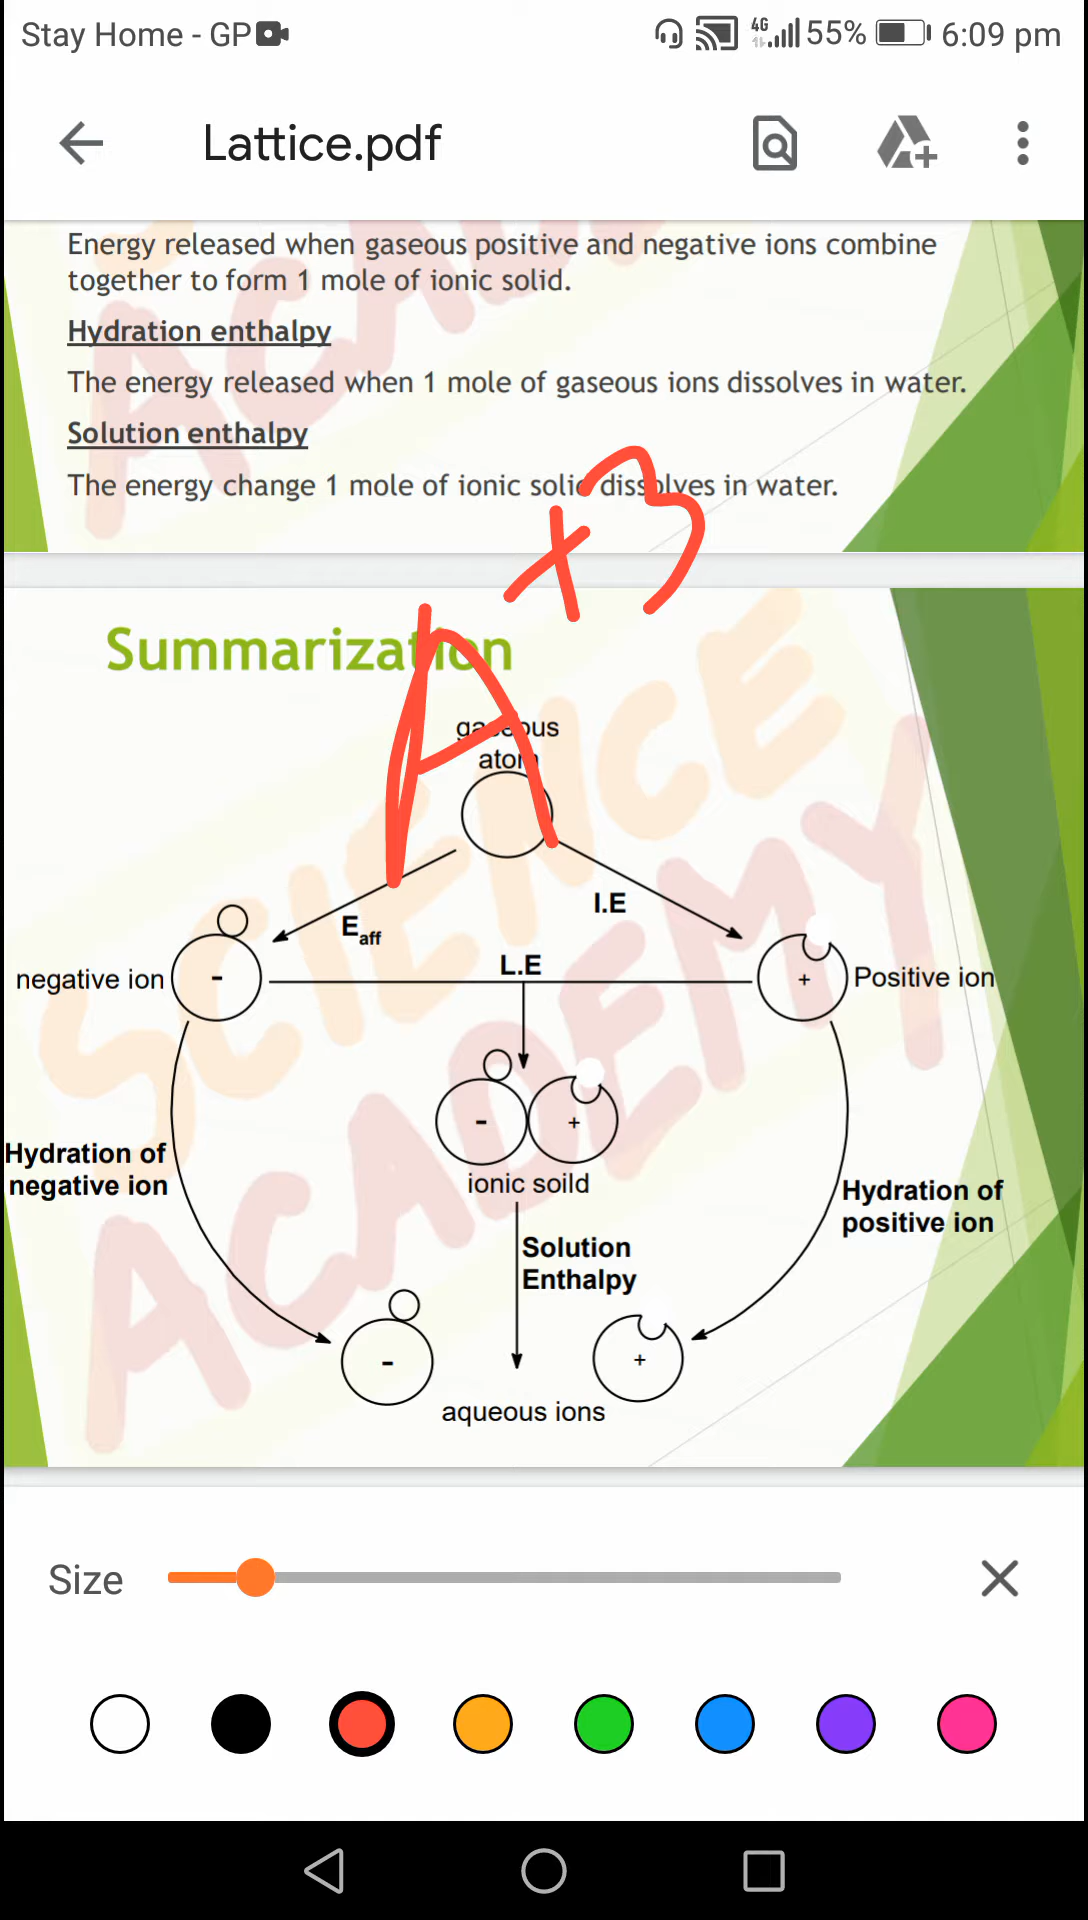 Stay Home - GP 4G 55% 6:09 pm
Lattice.pdf
Energy released when gaseous positive and negative ions combine
together to form 1 mole of ionic solid.
Hydration enthalpy
The energy released when 1 mole of gaseous ions dissolves in water.
Solution enthalpy
The energy change 1 mole of ionic solid dissolves in water.
A +3
Summarization
gaseous
atom
I.E
Eaff
L.E
negative ion
-
+
Positive ion
-
+
ionic soild
Hydration of
negative ion
Hydration of
positive ion
Solution
Enthalpy
-
+
aqueous ions
SCIENCE
ACADEMY
Size